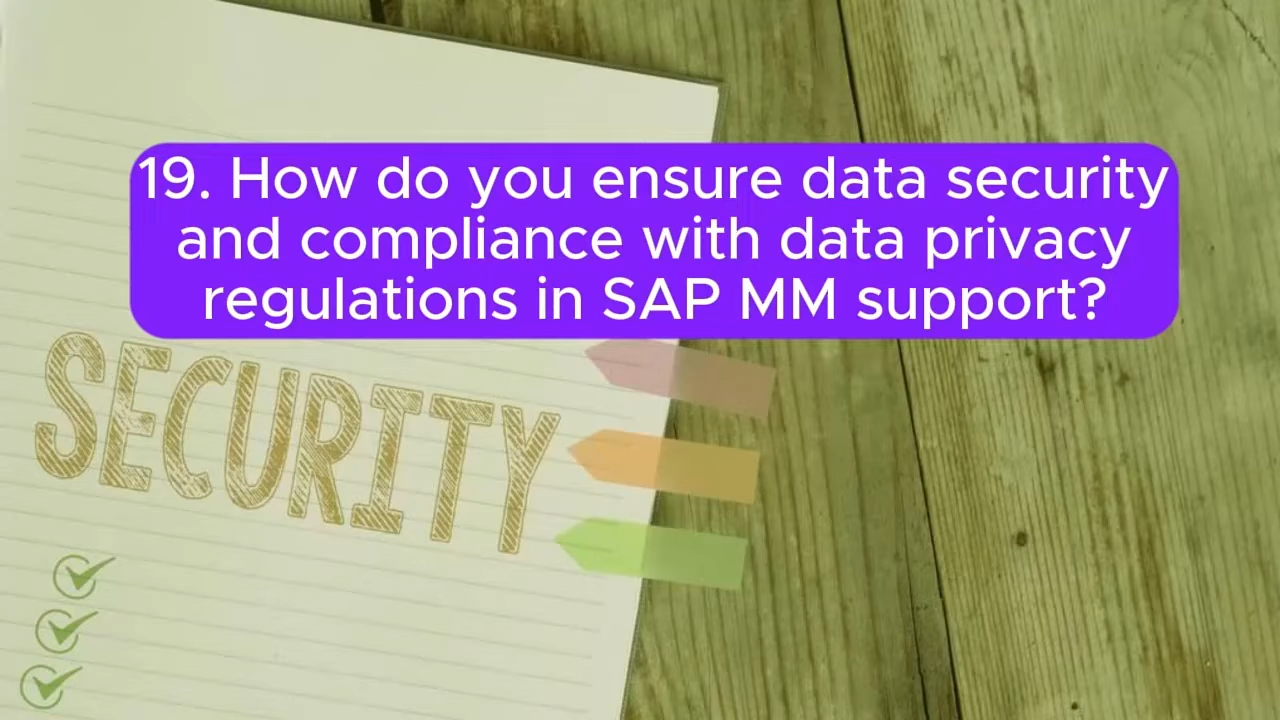 19. How do you ensure data security
and compliance with data privacy
regulations in SAP MM support?
SECURITY